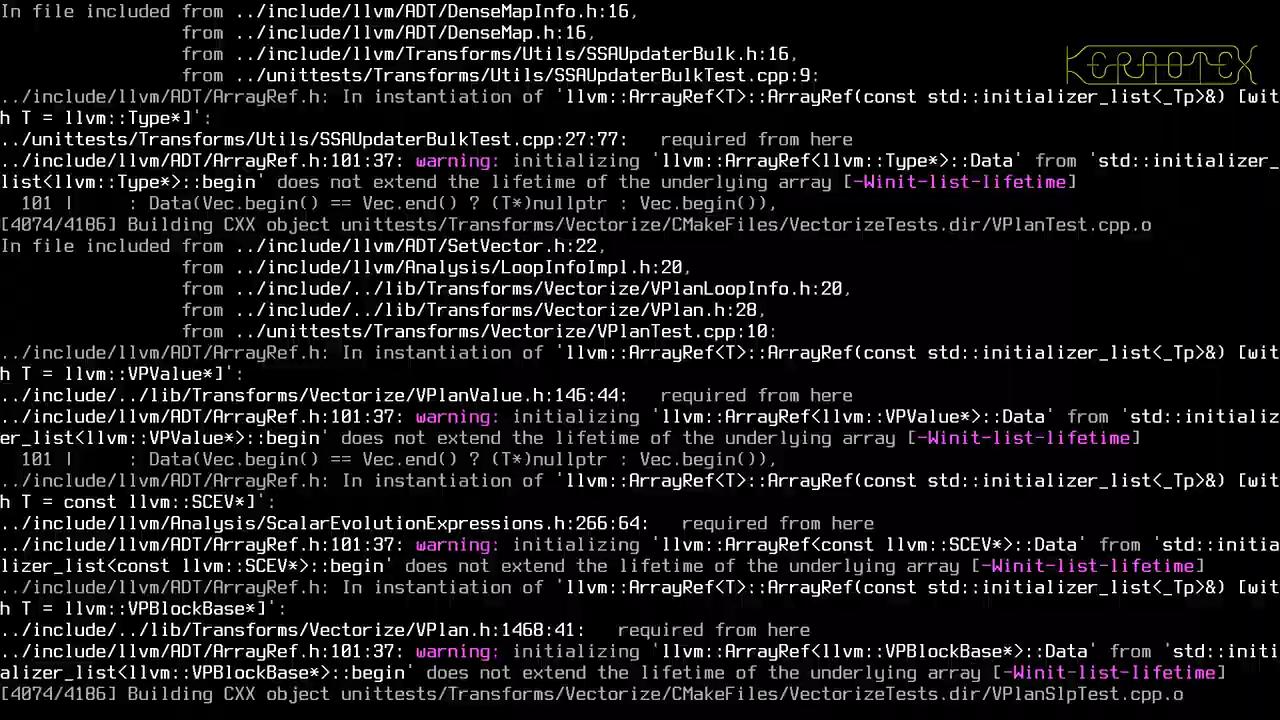 In file included from ../include/llvm/ADT/DenseMapInfo.h:16,
                 from ../include/llvm/ADT/DenseMap.h:16,
                 from ../include/llvm/Transforms/Utils/SSAUpdaterBulk.h:16,
                 from ../unittests/Transforms/Utils/SSAUpdaterBulkTest.cpp:9:
KERAOTEX
../include/llvm/ADT/ArrayRef.h: In instantiation of 'llvm::ArrayRef<T>::ArrayRef(const std::initializer_list<_Tp>&) [wit
h T = llvm::Type*]':
../unittests/Transforms/Utils/SSAUpdaterBulkTest.cpp:27:77:   required from here
../include/llvm/ADT/ArrayRef.h:101:37: warning: initializing 'llvm::ArrayRef<llvm::Type*>::Data' from 'std::initializer_
list<llvm::Type*>::begin' does not extend the lifetime of the underlying array [-Winit-list-lifetime]
  101 |     : Data(Vec.begin() == Vec.end() ? (T*)nullptr : Vec.begin()),
[4074/4186] Building CXX object unittests/Transforms/Vectorize/CMakeFiles/VectorizeTests.dir/VPlanTest.cpp.o
In file included from ../include/llvm/ADT/SetVector.h:22,
                 from ../include/llvm/Analysis/LoopInfoImpl.h:20,
                 from ../include/../lib/Transforms/Vectorize/VPlanLoopInfo.h:20,
                 from ../include/../lib/Transforms/Vectorize/VPlan.h:28,
                 from ../unittests/Transforms/Vectorize/VPlanTest.cpp:10:
../include/llvm/ADT/ArrayRef.h: In instantiation of 'llvm::ArrayRef<T>::ArrayRef(const std::initializer_list<_Tp>&) [wit
h T = llvm::VPValue*]':
../include/../lib/Transforms/Vectorize/VPlanValue.h:146:44:   required from here
../include/llvm/ADT/ArrayRef.h:101:37: warning: initializing 'llvm::ArrayRef<llvm::VPValue*>::Data' from 'std::initializ
er_list<llvm::VPValue*>::begin' does not extend the lifetime of the underlying array [-Winit-list-lifetime]
  101 |     : Data(Vec.begin() == Vec.end() ? (T*)nullptr : Vec.begin()),
../include/llvm/ADT/ArrayRef.h: In instantiation of 'llvm::ArrayRef<T>::ArrayRef(const std::initializer_list<_Tp>&) [wit
h T = const llvm::SCEV*]':
../include/llvm/Analysis/ScalarEvolutionExpressions.h:266:64:   required from here
../include/llvm/ADT/ArrayRef.h:101:37: warning: initializing 'llvm::ArrayRef<const llvm::SCEV*>::Data' from 'std::initia
lizer_list<const llvm::SCEV*>::begin' does not extend the lifetime of the underlying array [-Winit-list-lifetime]
../include/llvm/ADT/ArrayRef.h: In instantiation of 'llvm::ArrayRef<T>::ArrayRef(const std::initializer_list<_Tp>&) [wit
h T = llvm::VPBlockBase*]':
../include/../lib/Transforms/Vectorize/VPlan.h:1468:41:   required from here
../include/llvm/ADT/ArrayRef.h:101:37: warning: initializing 'llvm::ArrayRef<llvm::VPBlockBase*>::Data' from 'std::initi
alizer_list<llvm::VPBlockBase*>::begin' does not extend the lifetime of the underlying array [-Winit-list-lifetime]
[4074/4186] Building CXX object unittests/Transforms/Vectorize/CMakeFiles/VectorizeTests.dir/VPlanSlpTest.cpp.o